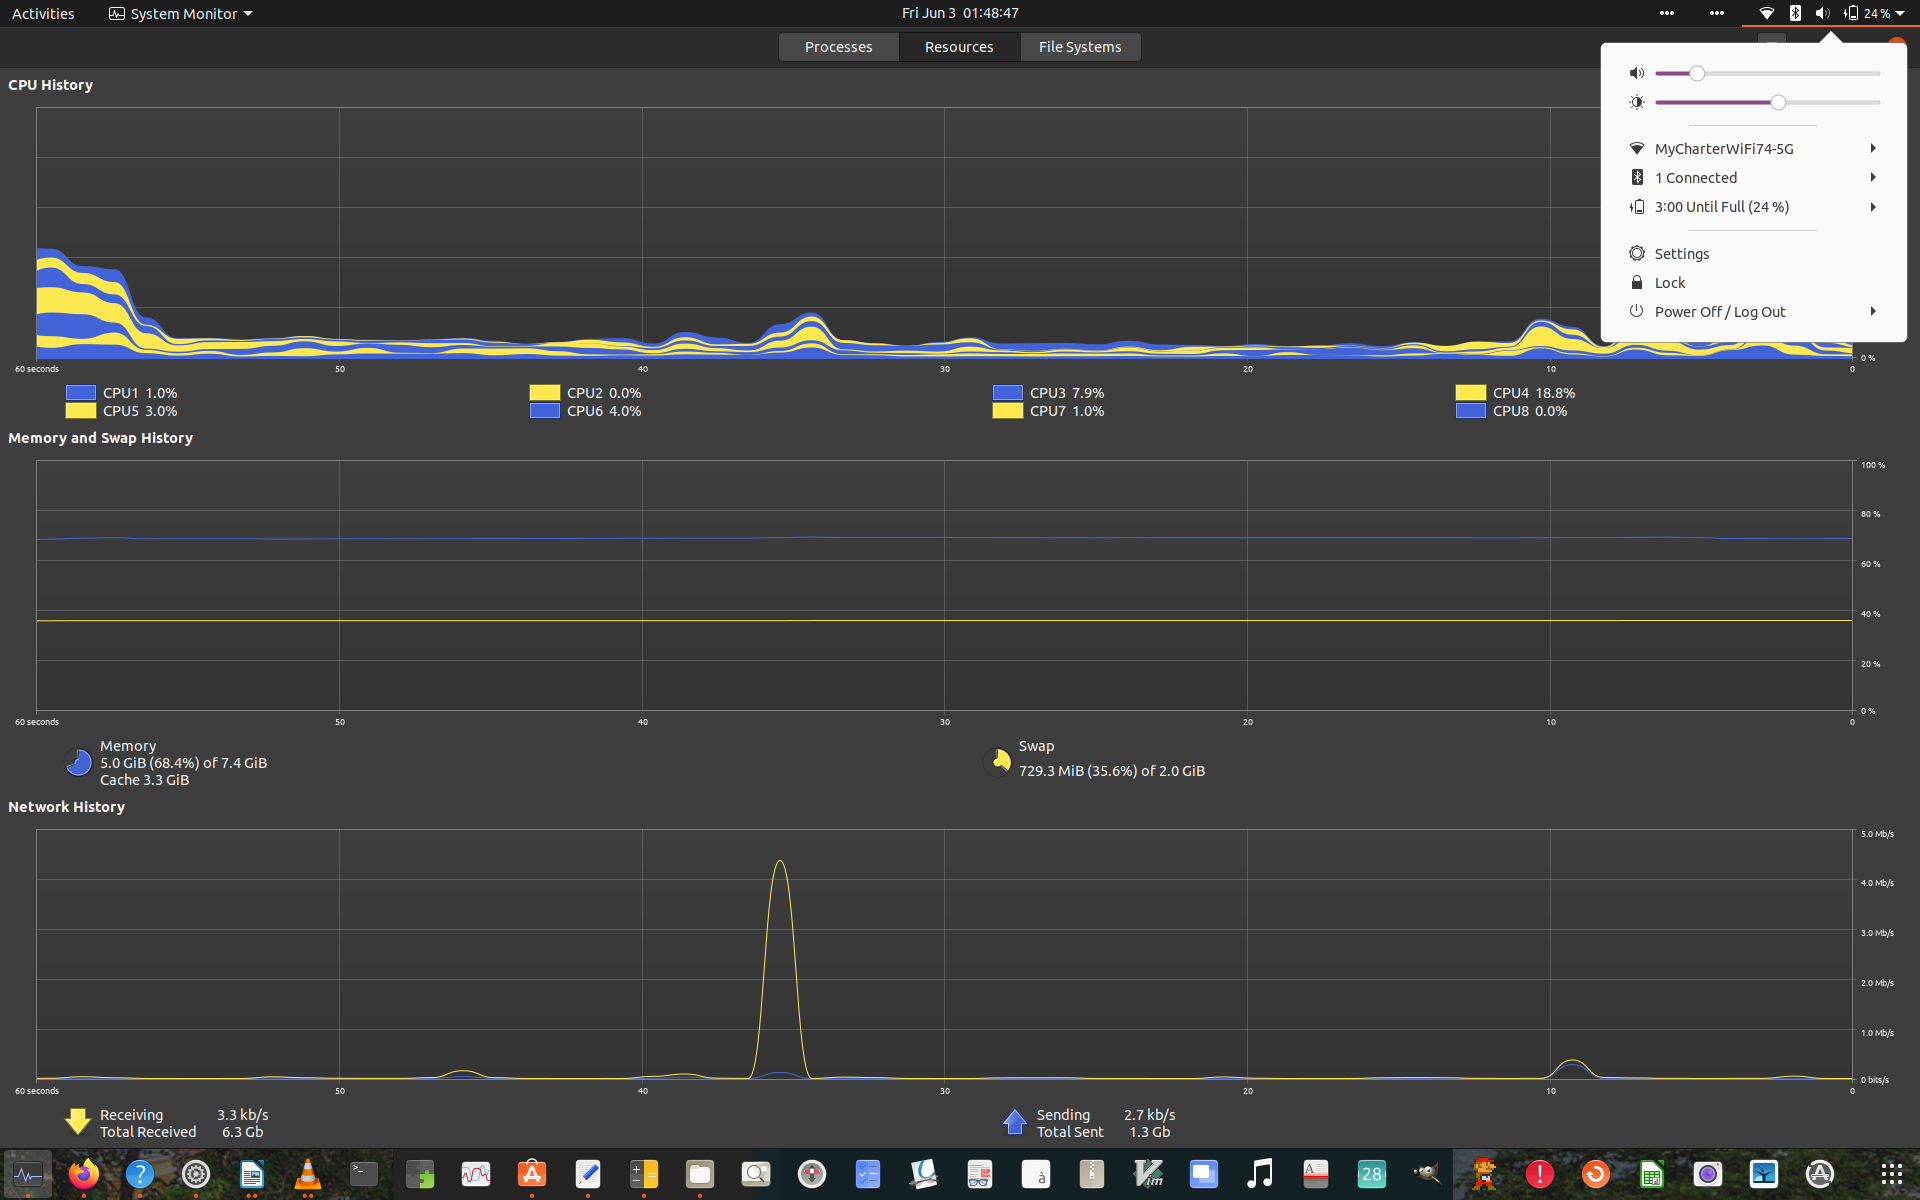 Activities
System Monitor
Fri Jun 3 01:48:47
24 %
Processes
Resources
File Systems
MyCharterWiFi74-5G
1 Connected
3:00 Until Full (24 %)
Settings
Lock
Power Off / Log Out
CPU History
0 %
60 seconds 50 40 30 20 10 0
CPU1 1.0% CPU2 0.0% CPU3 7.9% CPU4 18.8%
CPU5 3.0% CPU6 4.0% CPU7 1.0% CPU8 0.0%
Memory and Swap History
100 %
80 %
60 %
40 %
20 %
0 %
60 seconds 50 40 30 20 10 0
Memory
5.0 GiB (68.4%) of 7.4 GiB
Cache 3.3 GiB
Swap
729.3 MiB (35.6%) of 2.0 GiB
Network History
5.0 Mb/s
4.0 Mb/s
3.0 Mb/s
2.0 Mb/s
1.0 Mb/s
0 bits/s
60 seconds 50 40 30 20 10 0
Receiving 3.3 kb/s
Total Received 6.3 Gb
Sending 2.7 kb/s
Total Sent 1.3 Gb
?
>_
à
Vim
A
28
!